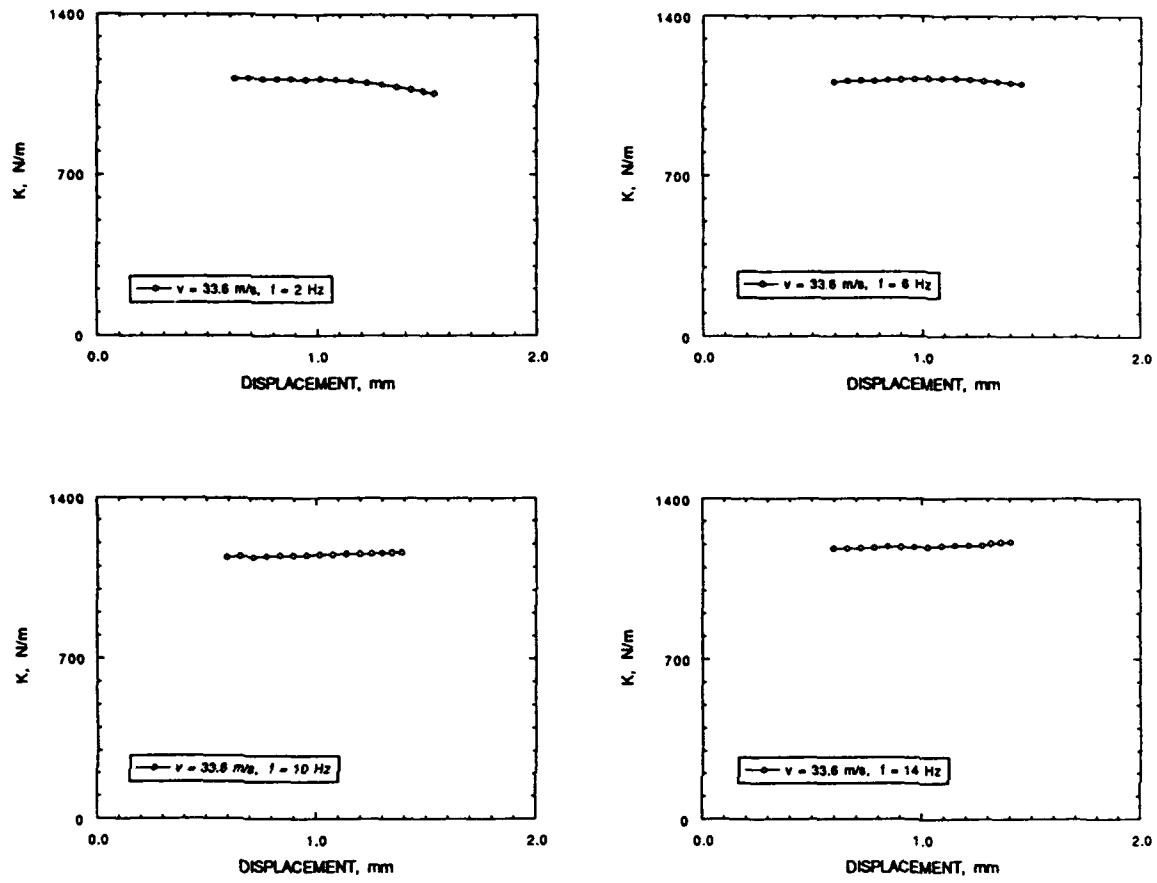 1400
700
0
K, N/m
v = 33.6 m/s, f = 2 Hz
0.0 1.0 2.0
DISPLACEMENT, mm
1400
700
0
K, N/m
v = 33.6 m/s, f = 6 Hz
0.0 1.0 2.0
DISPLACEMENT, mm
1400
700
0
K, N/m
v = 33.6 m/s, f = 10 Hz
0.0 1.0 2.0
DISPLACEMENT, mm
1400
700
0
K, N/m
v = 33.6 m/s, f = 14 Hz
0.0 1.0 2.0
DISPLACEMENT, mm